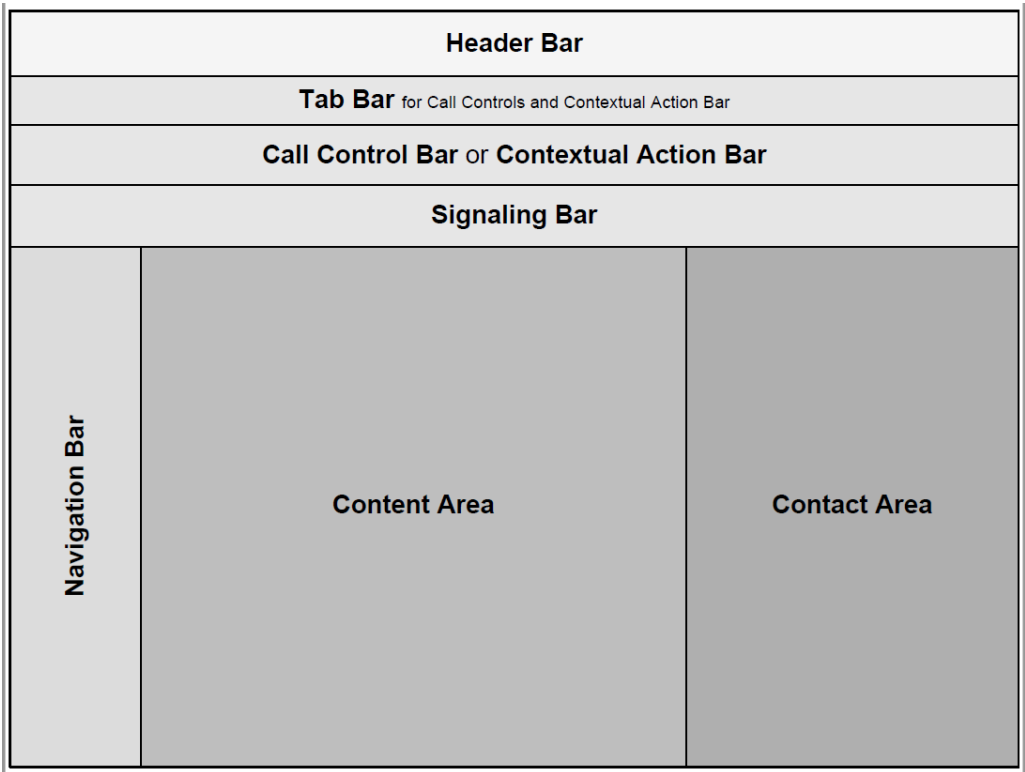 Header Bar
Tab Bar for Call Controls and Contextual Action Bar
Call Control Bar or Contextual Action Bar
Signaling Bar
Navigation Bar
Content Area
Contact Area